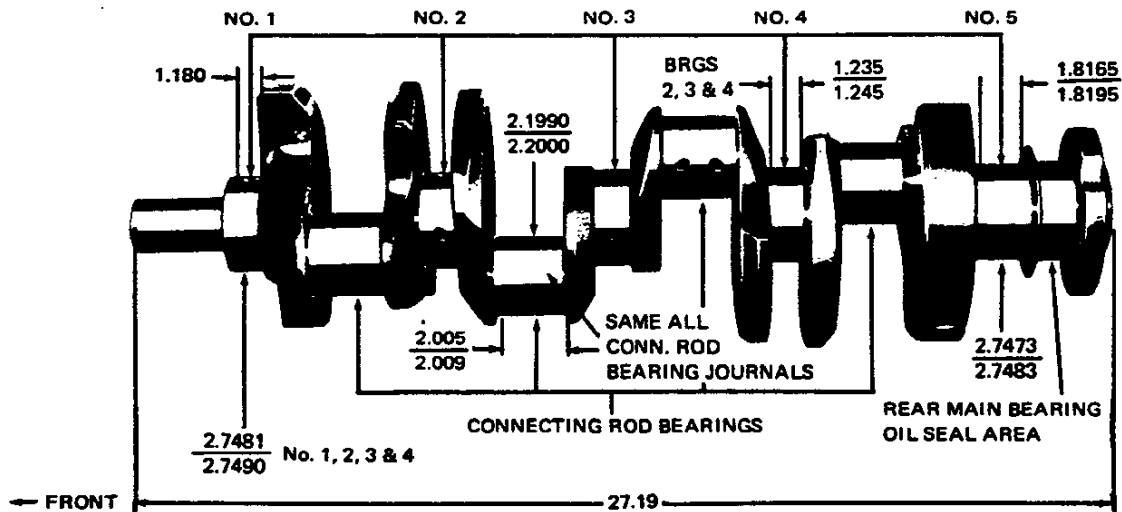 NO. 1
NO. 2
NO. 3
NO. 4
NO. 5
1.180
BRGS
2, 3 & 4
1.235
1.245
1.8165
1.8195
2.1990
2.2000
2.005
2.009
SAME ALL
CONN. ROD
BEARING JOURNALS
2.7473
2.7483
CONNECTING ROD BEARINGS
REAR MAIN BEARING
OIL SEAL AREA
2.7481
2.7490
No. 1, 2, 3 & 4
FRONT
27.19